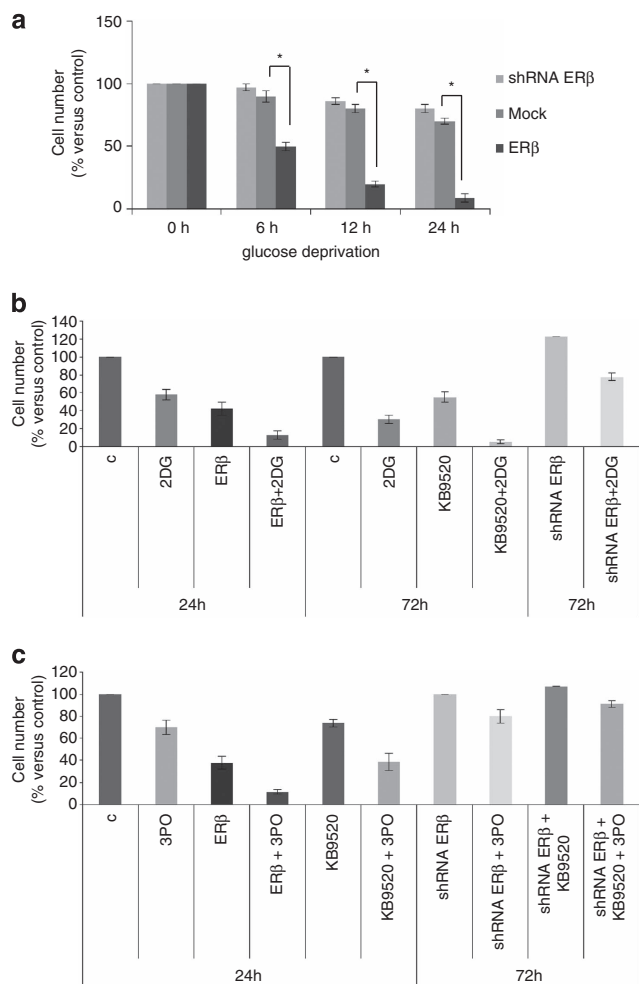 a
150
100
50
0
Cell number
(% versus control)
*
*
*
0 h
6 h
12 h
24 h
glucose deprivation
shRNA ERβ
Mock
ERβ
b
140
120
100
80
60
40
20
0
Cell number
(% versus control)
c
2DG
ERβ
ERβ+2DG
c
2DG
KB9520
KB9520+2DG
shRNA ERβ
shRNA ERβ+2DG
24h
72h
72h
c
120
100
80
60
40
20
0
Cell number
(% versus control)
c
3PO
ERβ
ERβ + 3PO
KB9520
KB9520 + 3PO
shRNA ERβ
shRNA ERβ + 3PO
shRNA ERβ +
KB9520
shRNA ERβ +
KB9520 + 3PO
24h
72h